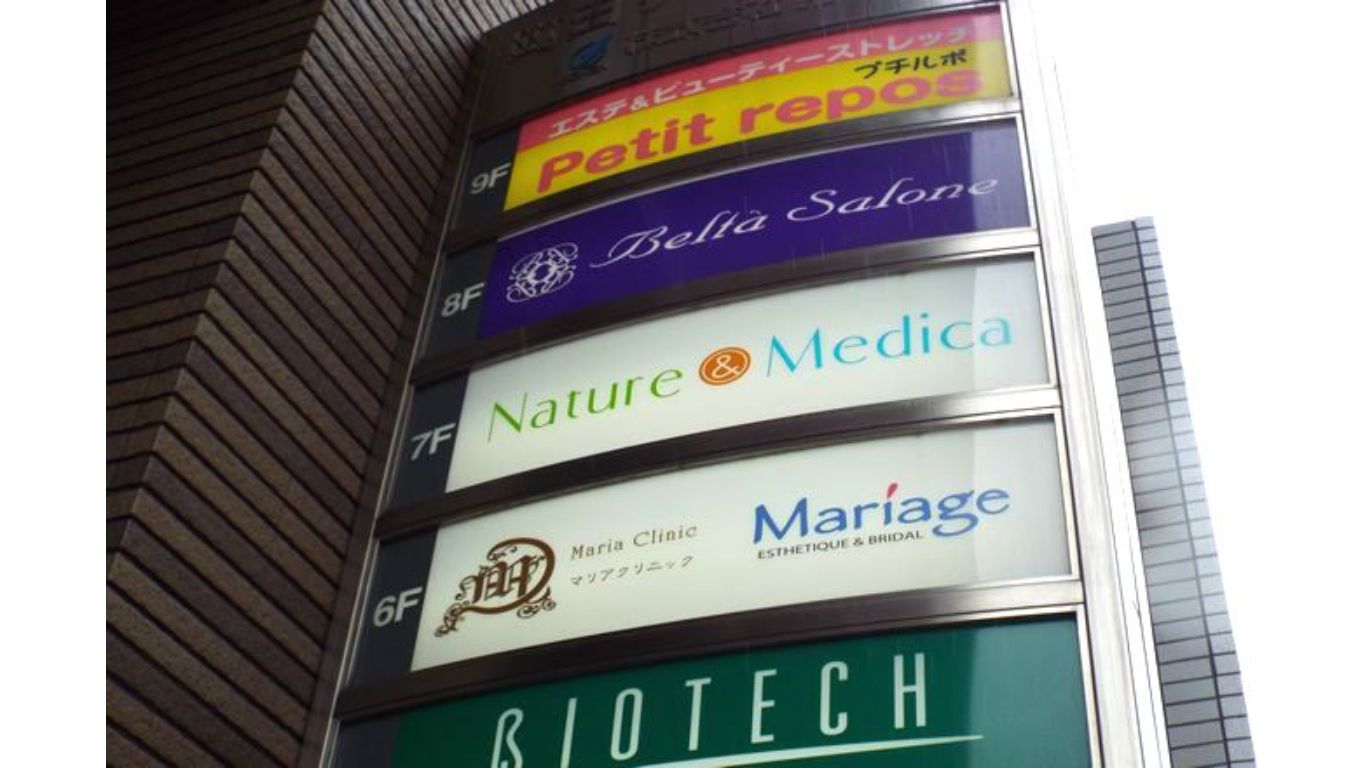 エステ&ビューティーストレッチ
プチルポ
9F Petit repos
8F Beltà Salone
7F Nature & Medica
6F Maria Clinic
マリアクリニック
Mariage
ESTHETIQUE & BRIDAL
BIOTECH